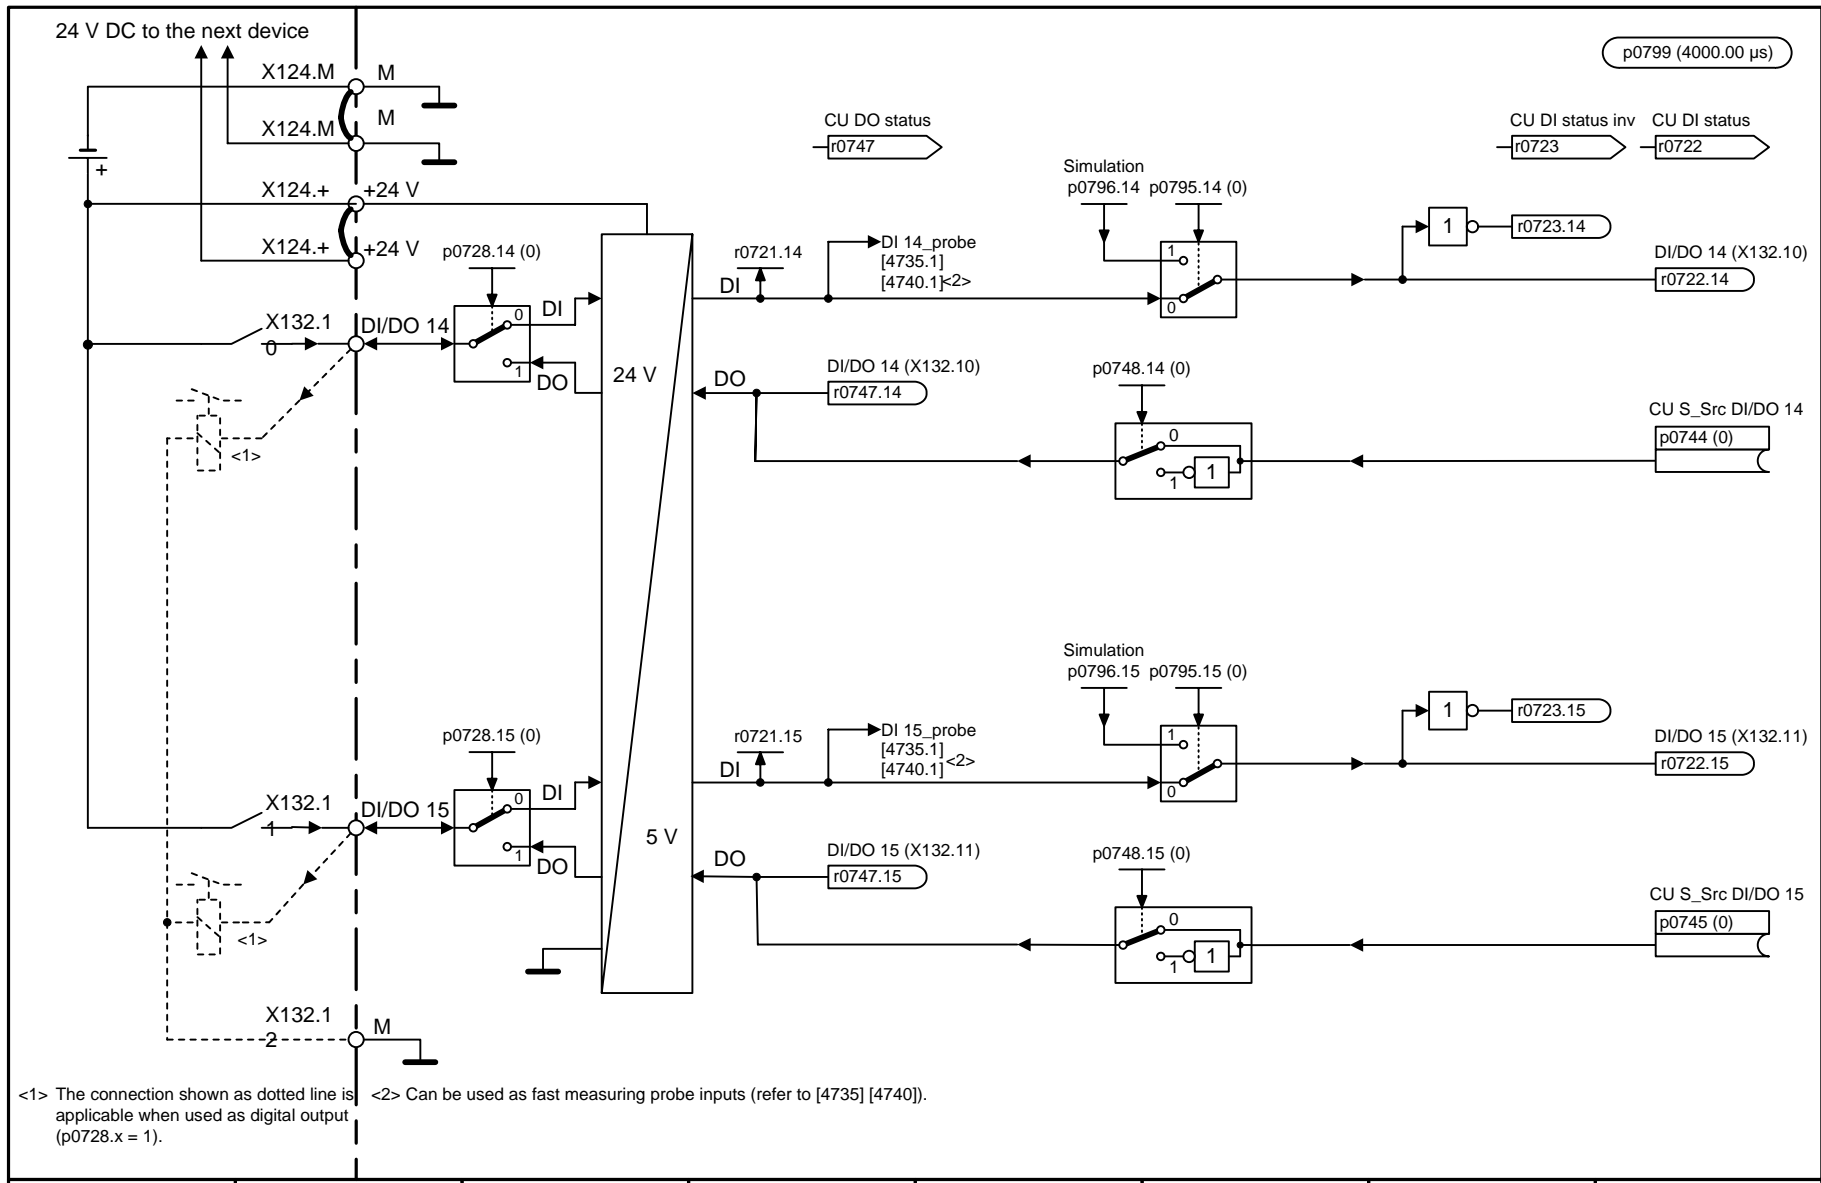 24 V DC to the next device
p0799 (4000.00 µs)
X124.M
M
X124.M
M
CU DO status
r0747
CU DI status inv
r0723
CU DI status
r0722
+
X124.+
+24 V
X124.+
+24 V
Simulation
p0796.14
p0795.14 (0)
1
r0723.14
p0728.14 (0)
r0721.14
DI 14_probe
[4735.1]
[4740.1]<2>
1
0
DI/DO 14 (X132.10)
r0722.14
DI
DI
X132.1
0
DI/DO 14
0
1
DO
24 V
DO
DI/DO 14 (X132.10)
r0747.14
p0748.14 (0)
0
1
1
CU S_Src DI/DO 14
p0744 (0)
<1>
Simulation
p0796.15
p0795.15 (0)
1
r0723.15
p0728.15 (0)
r0721.15
DI 15_probe
[4735.1]
[4740.1]
<2>
1
0
DI/DO 15 (X132.11)
r0722.15
DI
DI
X132.1
1
DI/DO 15
0
1
DO
5 V
DO
DI/DO 15 (X132.11)
r0747.15
p0748.15 (0)
0
1
1
CU S_Src DI/DO 15
p0745 (0)
<1>
X132.1
2
M
<1> The connection shown as dotted line is
applicable when used as digital output
(p0728.x = 1).
<2> Can be used as fast measuring probe inputs (refer to [4735] [4740]).